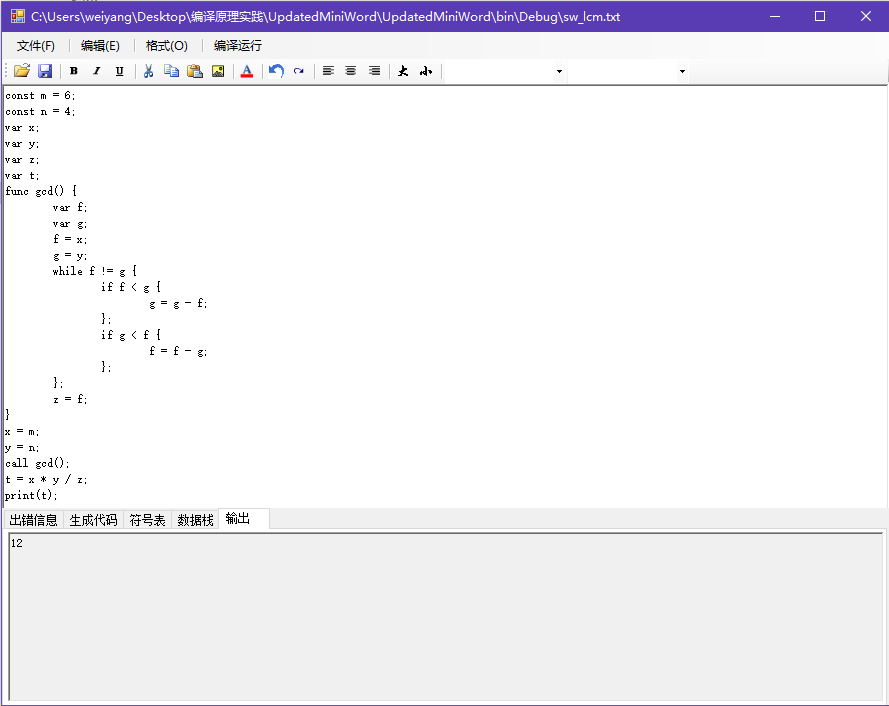 C:\Users\weiyang\Desktop\编译原理实践\UpdatedMiniWord\UpdatedMiniWord\bin\Debug\sw_lcm.txt
文件(F) 编辑(E) 格式(O) 编译运行
B I U A 大 小
const m = 6;
const n = 4;
var x;
var y;
var z;
var t;
func gcd() {
var f;
var g;
f = x;
g = y;
while f != g {
if f < g {
g = g - f;
};
if g < f {
f = f - g;
};
};
z = f;
}
x = m;
y = n;
call gcd();
t = x * y / z;
print(t);
出错信息 生成代码 符号表 数据栈 输出
12